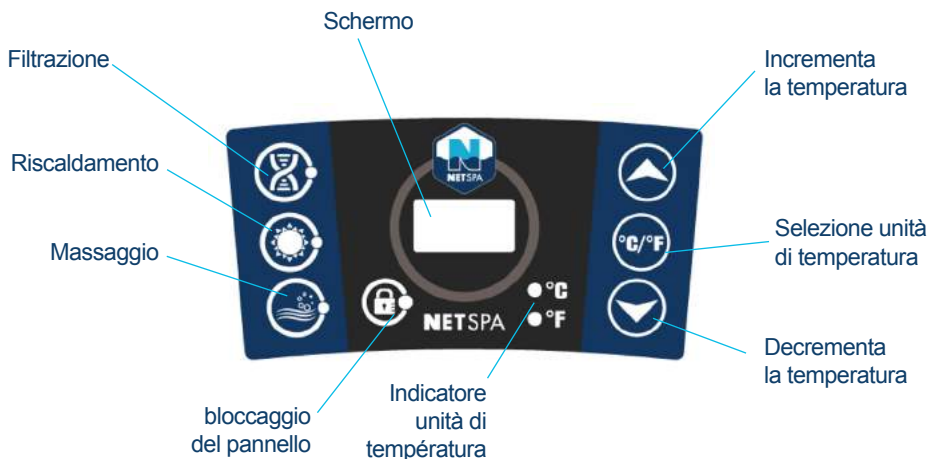 Schermo
Filtrazione
Incrementa
la temperatura
Riscaldamento
N
NETSPA
Massaggio
°C/°F
Selezione unità
di temperatura
°C
NETSPA
°F
Decrementa
la temperatura
bloccaggio
del pannello
Indicatore
unità di
température